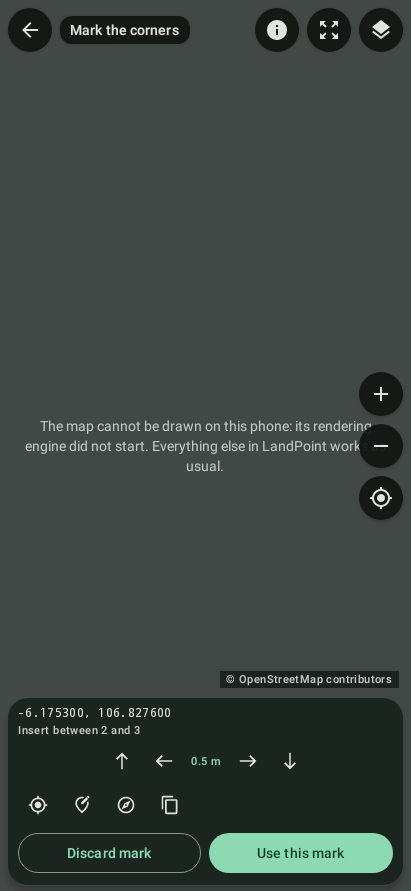 Mark the corners
The map cannot be drawn on this phone: its rendering
engine did not start. Everything else in LandPoint works
usual.
© OpenStreetMap contributors
-6.175300, 106.827600
Insert between 2 and 3
0.5 m
Discard mark
Use this mark